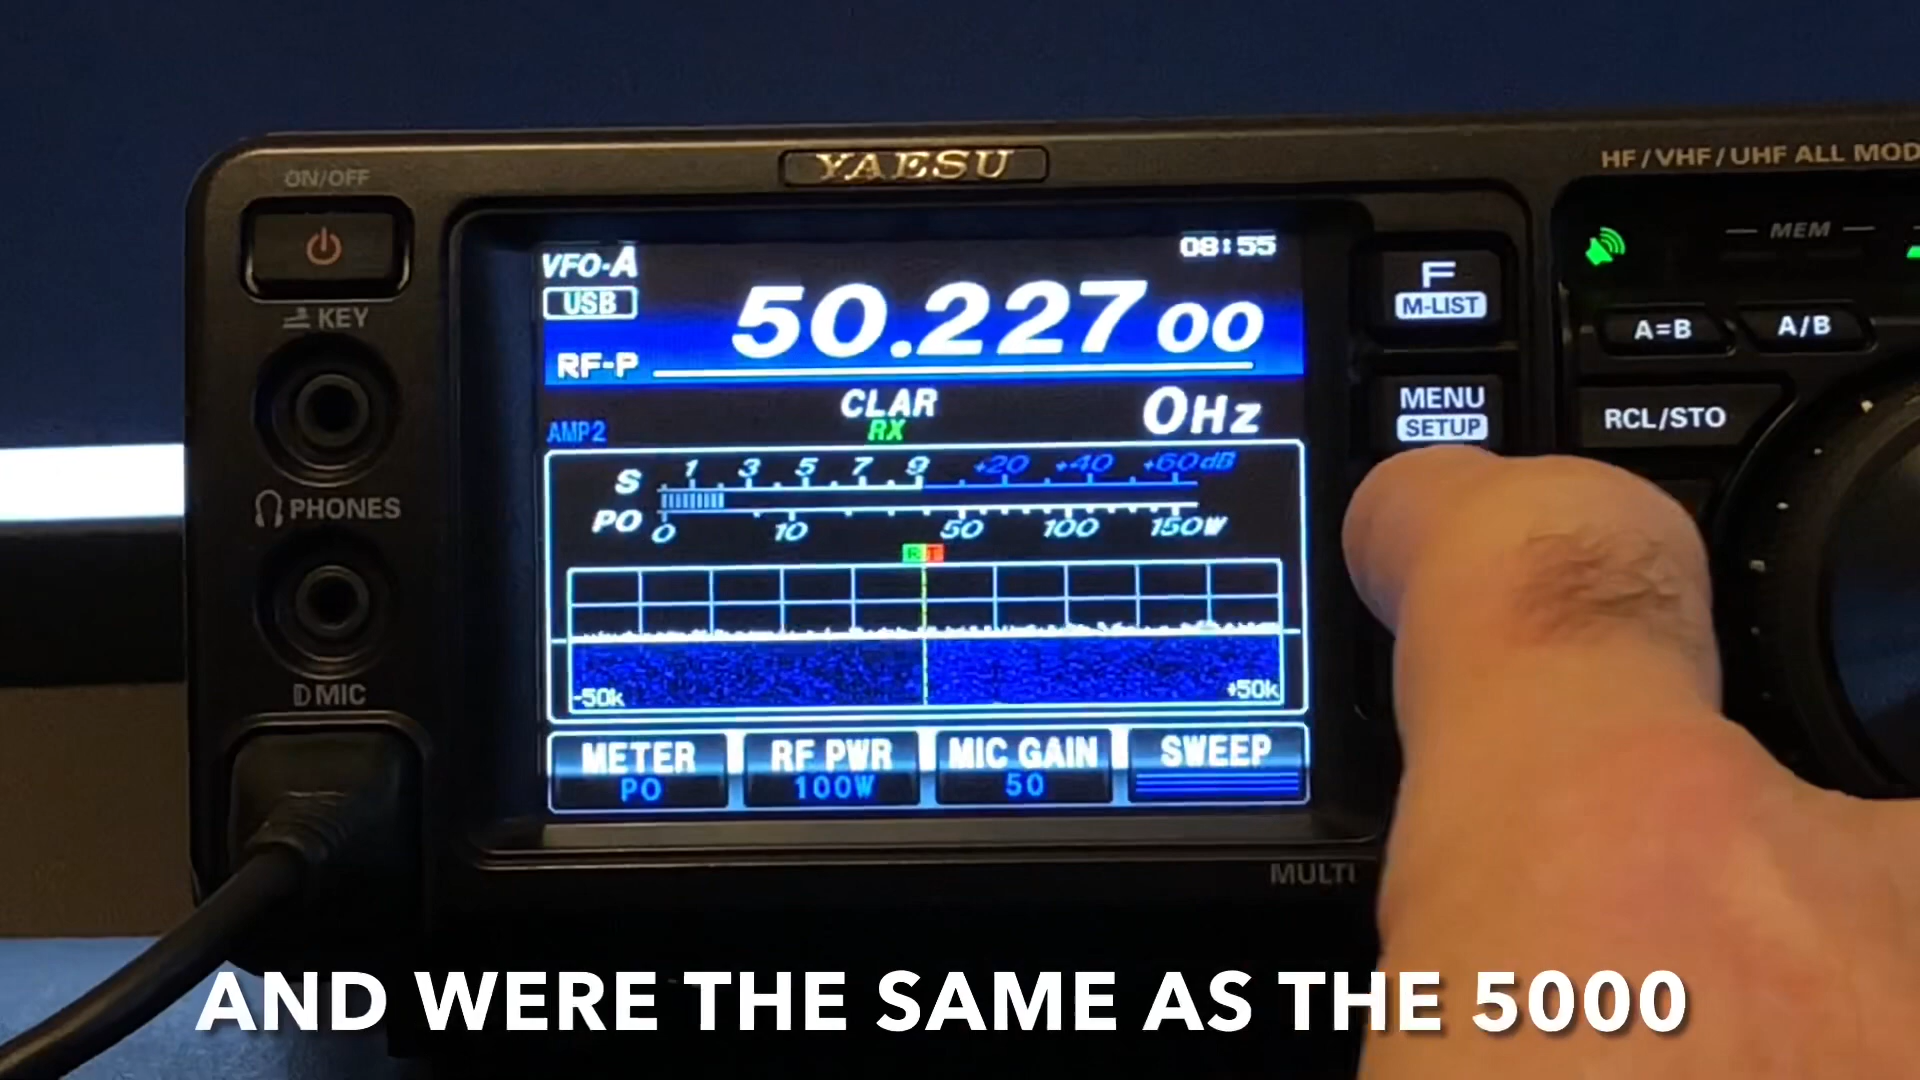 YAESU
HF/VHF/UHF ALL MOD
ON/OFF
KEY
PHONES
MIC
VFO-A
08:55
USB
50.227 00
RF-P
CLAR
RX
0Hz
AMP2
S 1 3 5 7 9 +20 +40 +60dB
PO 0 10 50 100 150W
R T
-50k
+50k
METER
PO
RF PWR
100W
MIC GAIN
50
SWEEP
MULTI
F
M-LIST
MENU
SETUP
MEM
A=B
A/B
RCL/STO
AND WERE THE SAME AS THE 5000